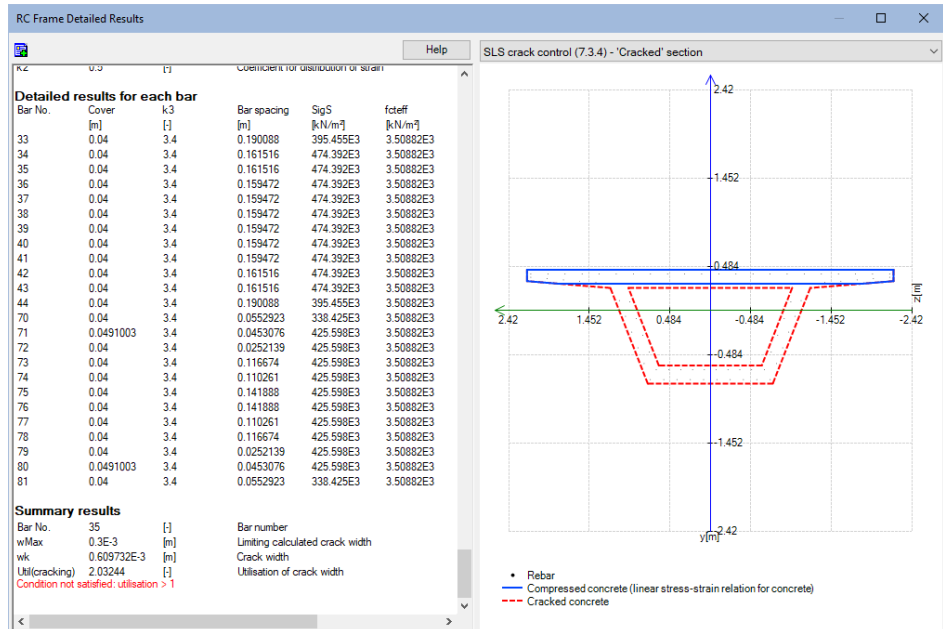 RC Frame Detailed Results
Help
SLS crack control (7.3.4) - 'Cracked' section
K2 0.5 [-] Coefficient for distribution of strain
Detailed results for each bar
Bar No. Cover k3 Bar spacing SigS fcteff
[m] [-] [m] [kN/m²] [kN/m²]
33 0.04 3.4 0.190088 395.455E3 3.50882E3
34 0.04 3.4 0.161516 474.392E3 3.50882E3
35 0.04 3.4 0.161516 474.392E3 3.50882E3
36 0.04 3.4 0.159472 474.392E3 3.50882E3
37 0.04 3.4 0.159472 474.392E3 3.50882E3
38 0.04 3.4 0.159472 474.392E3 3.50882E3
39 0.04 3.4 0.159472 474.392E3 3.50882E3
40 0.04 3.4 0.159472 474.392E3 3.50882E3
41 0.04 3.4 0.159472 474.392E3 3.50882E3
42 0.04 3.4 0.161516 474.392E3 3.50882E3
43 0.04 3.4 0.161516 474.392E3 3.50882E3
44 0.04 3.4 0.190088 395.455E3 3.50882E3
70 0.04 3.4 0.0552923 338.425E3 3.50882E3
71 0.0491003 3.4 0.0453076 425.598E3 3.50882E3
72 0.04 3.4 0.0252139 425.598E3 3.50882E3
73 0.04 3.4 0.116674 425.598E3 3.50882E3
74 0.04 3.4 0.110261 425.598E3 3.50882E3
75 0.04 3.4 0.141888 425.598E3 3.50882E3
76 0.04 3.4 0.141888 425.598E3 3.50882E3
77 0.04 3.4 0.110261 425.598E3 3.50882E3
78 0.04 3.4 0.116674 425.598E3 3.50882E3
79 0.04 3.4 0.0252139 425.598E3 3.50882E3
80 0.0491003 3.4 0.0453076 425.598E3 3.50882E3
81 0.04 3.4 0.0552923 338.425E3 3.50882E3
Summary results
Bar No. 35 [-] Bar number
wMax 0.3E-3 [m] Limiting calculated crack width
wk 0.609732E-3 [m] Crack width
Util(cracking) 2.03244 [-] Utilisation of crack width
Condition not satisfied: utilisation > 1
2.42
1.452
0.484
z[m]
2.42 1.452 0.484 -0.484 -1.452 -2.42
-0.484
-1.452
-2.42
y[m]
Rebar
Compressed concrete (linear stress-strain relation for concrete)
Cracked concrete